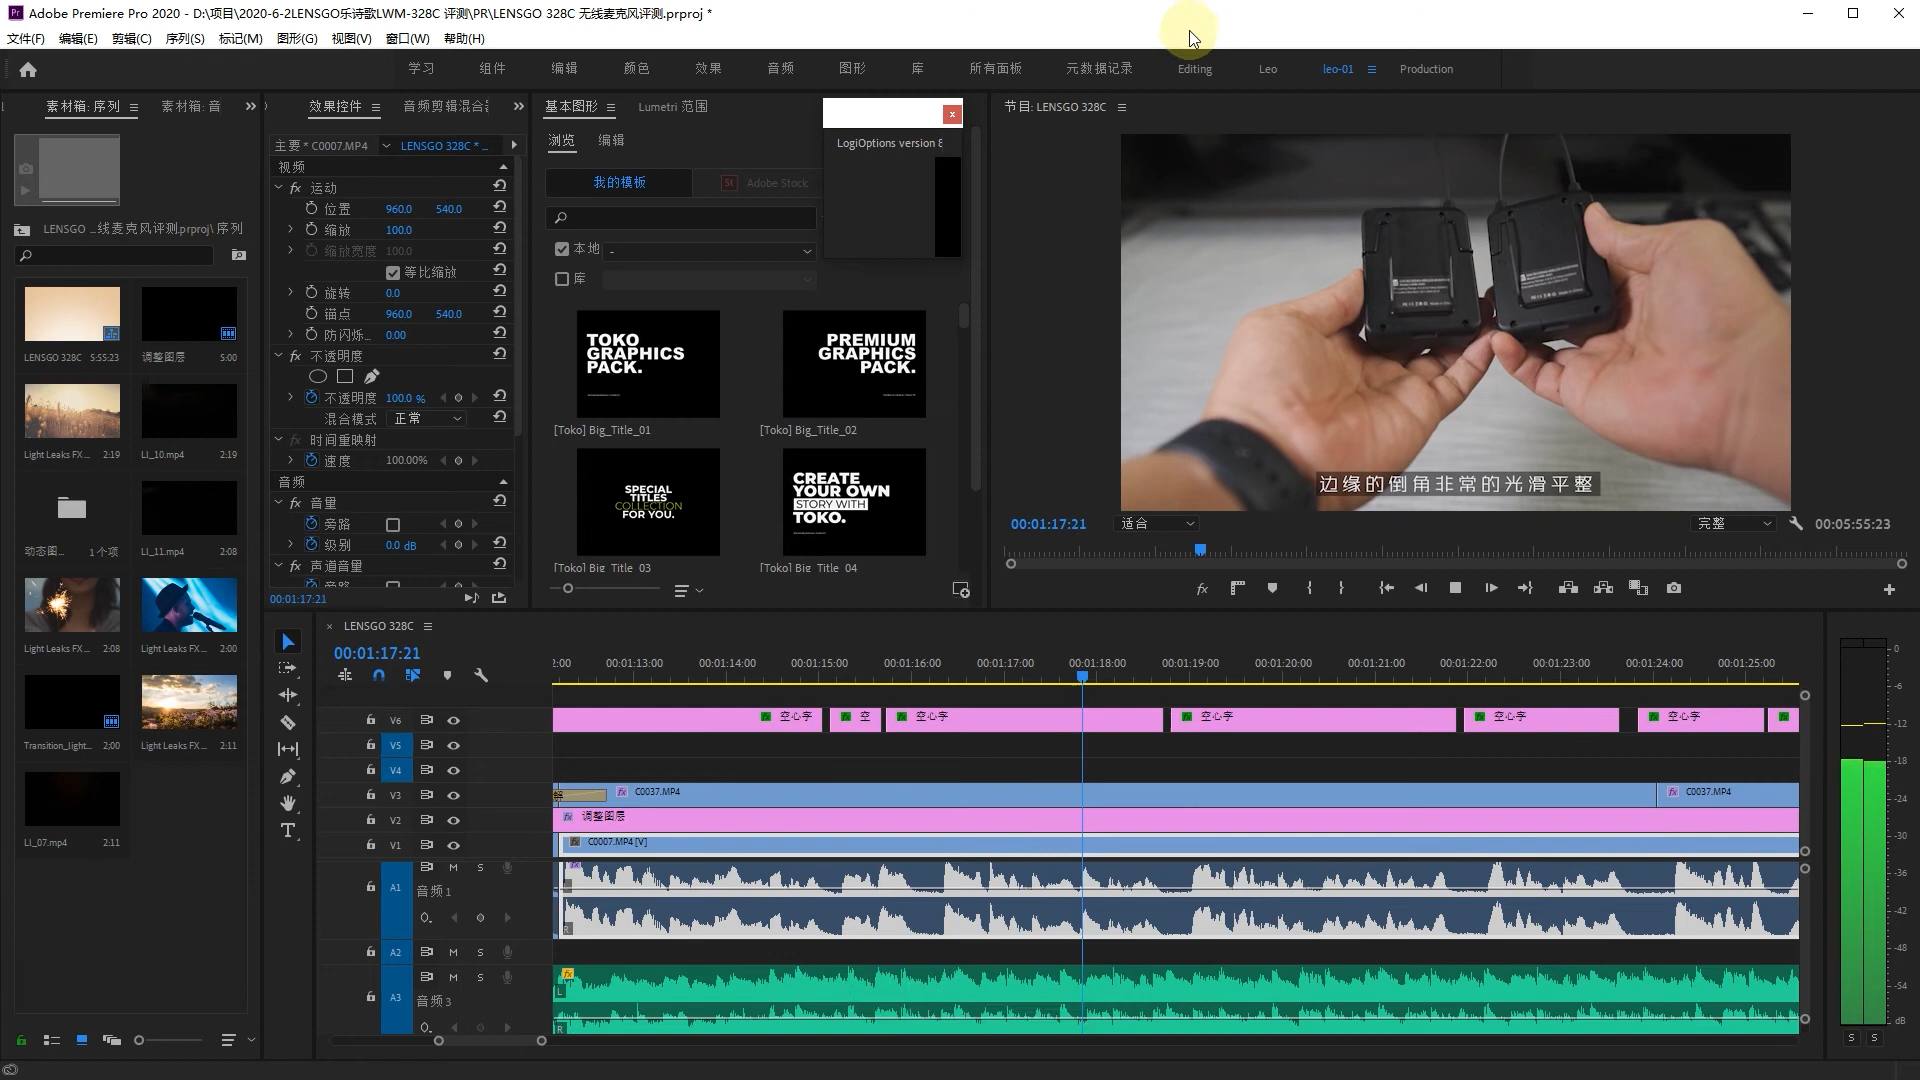 Adobe Premiere Pro 2020 - D:\项目\2020-6-2LENSGO乐诗歌LWM-328C 评测\PR\LENSGO 328C 无线麦克风评测.prproj *
文件(F) 编辑(E) 剪辑(C) 序列(S) 标记(M) 图形(G) 视图(V) 窗口(W) 帮助(H)
学习 组件 编辑 颜色 效果 音频 图形 库 所有面板 元数据记录 Editing Leo leo-01 Production
素材箱: 序列 素材箱: 音
LENSGO ...线麦克风评测.prproj\ 序列
LENSGO 328C 5:55:23 调整图层 5:00
Light Leaks FX ... 2:19 LI_10.mp4 2:19
动态图... 1 个项 LI_11.mp4 2:08
Light Leaks FX ... 2:08 Light Leaks FX ... 2:00
Transition_light... 2;00 Light Leaks FX ... 2:11
LI_07.mp4 2:11
效果控件 音频剪辑混合器
主要 * C0007.MP4 LENSGO 328C * ...
视频
fx 运动
位置 960.0 540.0
缩放 100.0
缩放宽度 100.0
等比缩放
旋转 0.0
锚点 960.0 540.0
防闪烁... 0.00
fx 不透明度
不透明度 100.0 %
混合模式 正常
fx 时间重映射
速度 100.00%
音频
fx 音量
旁路
级别 0.0 dB
fx 声道音量
旁路
00:01:17:21
基本图形 Lumetri 范围
浏览 编辑
我的模板 St Adobe Stock
本地 -
库
TOKO
GRAPHICS
PACK.
[Toko] Big_Title_01
PREMIUM
GRAPHICS
PACK.
[Toko] Big_Title_02
SPECIAL
TITLES
COLLECTION
FOR YOU.
[Toko] Big_Title_03
CREATE
YOUR OWN
STORY WITH
TOKO.
[Toko] Big_Title_04
LogiOptions version 8
节目: LENSGO 328C
边缘的倒角非常的光滑平整
00:01:17:21 适合 完整 00:05:55:23
LENSGO 328C
00:01:17:21
2:00 00:01:13:00 00:01:14:00 00:01:15:00 00:01:16:00 00:01:17:00 00:01:18:00 00:01:19:00 00:01:20:00 00:01:21:00 00:01:22:00 00:01:23:00 00:01:24:00 00:01:25:00
V6 空心字 空 空心字 空心字 空心字 空心字
V5
V4
V3 C0037.MP4 C0037.MP4
V2 调整图层
V1 C0007.MP4 [V]
A1 M S
音频 1
A2 M S
A3 M S
音频 3
L
R
0
-6
-12
-18
-24
-30
-36
-42
-48
-54
dB
S S